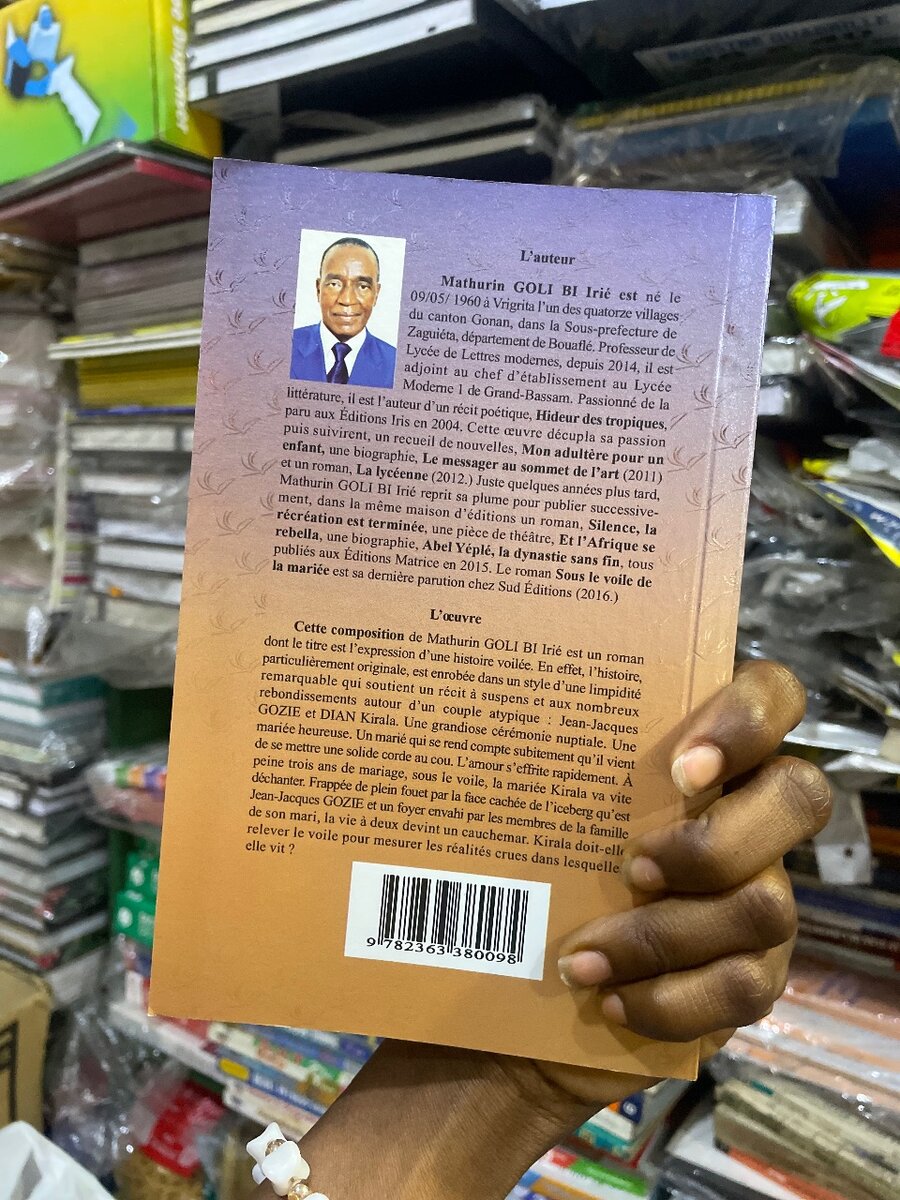 L'auteur
Mathurin GOLI BI Irié est né le
09/05/ 1960 à Vrigrita l'un des quatorze villages
du canton Gonan, dans la Sous-prefecture de
Zaguiéta, département de Bouaflé. Professeur de
Lycée de Lettres modernes, depuis 2014, il est
adjoint au chef d'établissement au Lycée
Moderne 1 de Grand-Bassam. Passionné de la
littérature, il est l'auteur d'un récit poétique, Hideur des tropiques,
paru aux Éditions Iris en 2004. Cette œuvre décupla sa passion
puis suivirent, un recueil de nouvelles, Mon adultère pour un
enfant, une biographie, Le messager au sommet de l'art (2011)
et un roman, La lycéenne (2012.) Juste quelques années plus tard,
Mathurin GOLI BI Irié reprit sa plume pour publier successive-
ment, dans la même maison d'éditions un roman, Silence, la
récréation est terminée, une pièce de théâtre, Et l'Afrique se
rebella, une biographie, Abel Yéplé, la dynastie sans fin, tous
publiés aux Éditions Matrice en 2015. Le roman Sous le voile de
la mariée est sa dernière parution chez Sud Éditions (2016.)
L'œuvre
Cette composition de Mathurin GOLI BI Irié est un roman
dont le titre est l'expression d'une histoire voilée. En effet, l'histoire,
particulièrement originale, est enrobée dans un style d'une limpidité
remarquable qui soutient un récit à suspens et aux nombreux
rebondissements autour d'un couple atypique : Jean-Jacques
GOZIE et DIAN Kirala. Une grandiose cérémonie nuptiale. Une
mariée heureuse. Un marié qui se rend compte subitement qu'il vient
de se mettre une solide corde au cou. L'amour s'effrite rapidement. À
peine trois ans de mariage, sous le voile, la mariée Kirala va vite
déchanter. Frappée de plein fouet par la face cachée de l'iceberg qu'est
Jean-Jacques GOZIE et un foyer envahi par les membres de la famille
de son mari, la vie à deux devint un cauchemar. Kirala doit-elle
relever le voile pour mesurer les réalités crues dans lesquelles
elle vit ?
9 782363 380098